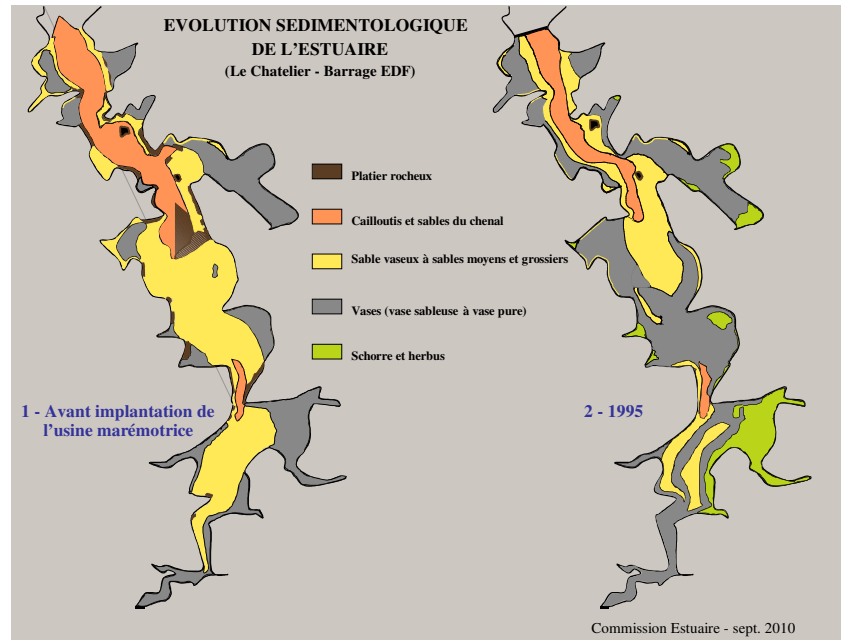 EVOLUTION SEDIMENTOLOGIQUE
DE L'ESTUAIRE
(Le Chatelier - Barrage EDF)
Platier rocheux
Cailloutis et sables du chenal
Sable vaseux à sables moyens et grossiers
Vases (vase sableuse à vase pure)
Schorre et herbus
1 - Avant implantation de
l'usine marémotrice
2 - 1995
Commission Estuaire - sept. 2010